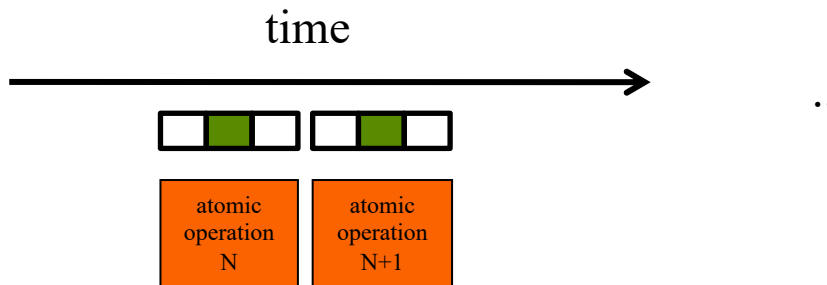 time
.
atomic
operation
N
atomic
operation
N+1